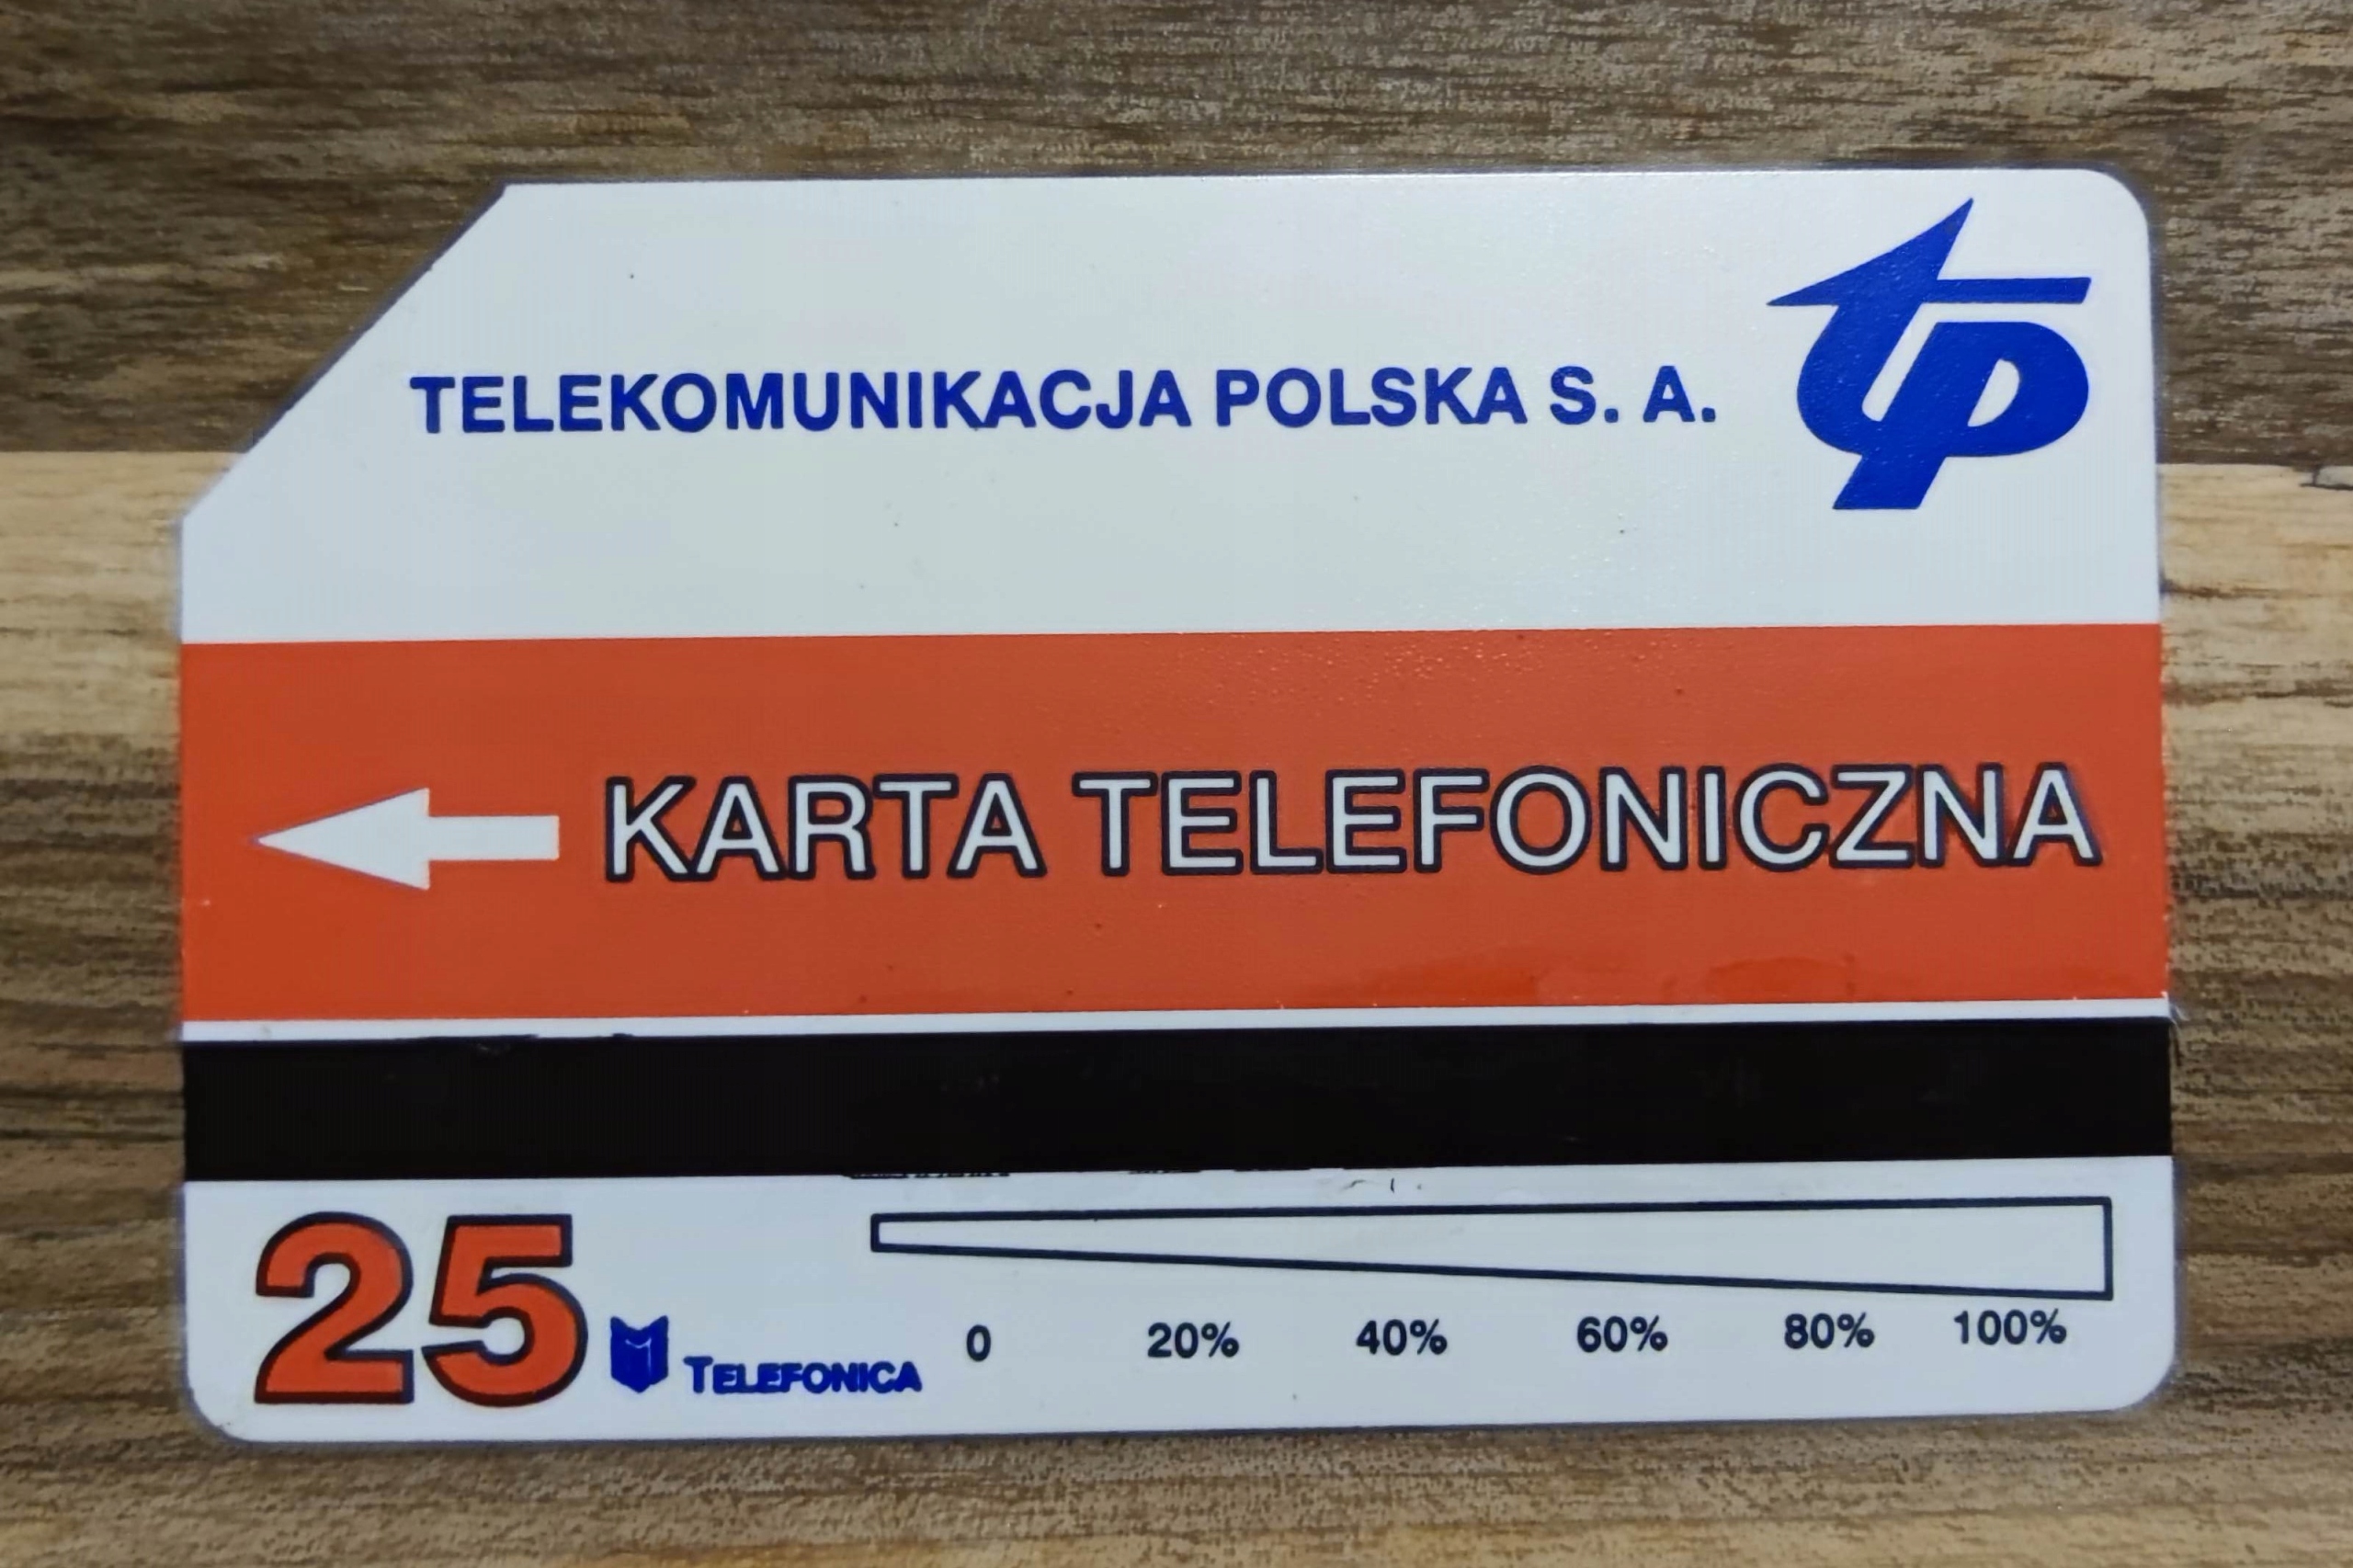 tp
TELEKOMUNIKACJA POLSKA S. A.
KARTA TELEFONICZNA
25
TELEFONICA
0 20% 40% 60% 80% 100%